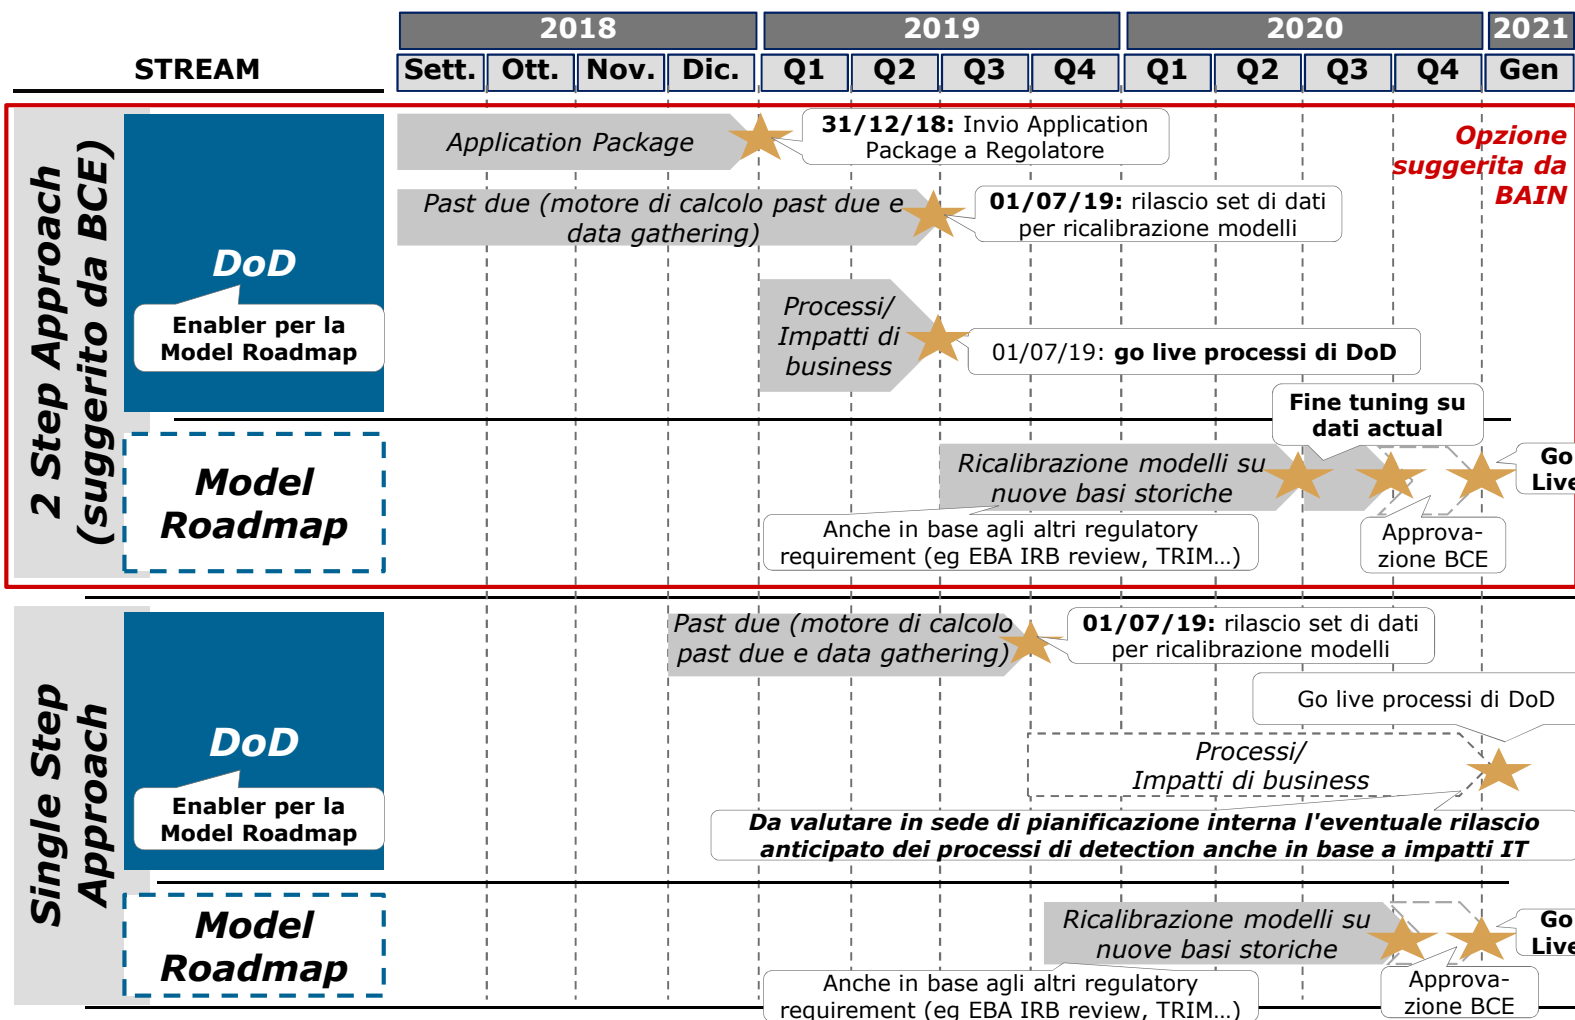 2018
2019
2020
2021
STREAM
Sett.
Ott.
Nov.
Dic.
Q1
Q2
Q3
Q4
Q1
Q2
Q3
Q4
Gen
2 Step Approach
(suggerito da BCE)
DoD
Enabler per la
Model Roadmap
Application Package
31/12/18: Invio Application
Package a Regolatore
Opzione
suggerita da
BAIN
Past due (motore di calcolo past due e
data gathering)
01/07/19: rilascio set di dati
per ricalibrazione modelli
Processi/
Impatti di
business
01/07/19: go live processi di DoD
Model
Roadmap
Fine tuning su
dati actual
Ricalibrazione modelli su
nuove basi storiche
Go
Live
Anche in base agli altri regulatory
requirement (eg EBA IRB review, TRIM...)
Approva-
zione BCE
Single Step
Approach
DoD
Enabler per la
Model Roadmap
Past due (motore di calcolo
past due e data gathering)
01/07/19: rilascio set di dati
per ricalibrazione modelli
Go live processi di DoD
Processi/
Impatti di business
Da valutare in sede di pianificazione interna l'eventuale rilascio
anticipato dei processi di detection anche in base a impatti IT
Model
Roadmap
Ricalibrazione modelli su
nuove basi storiche
Go
Live
Anche in base agli altri regulatory
requirement (eg EBA IRB review, TRIM...)
Approva-
zione BCE